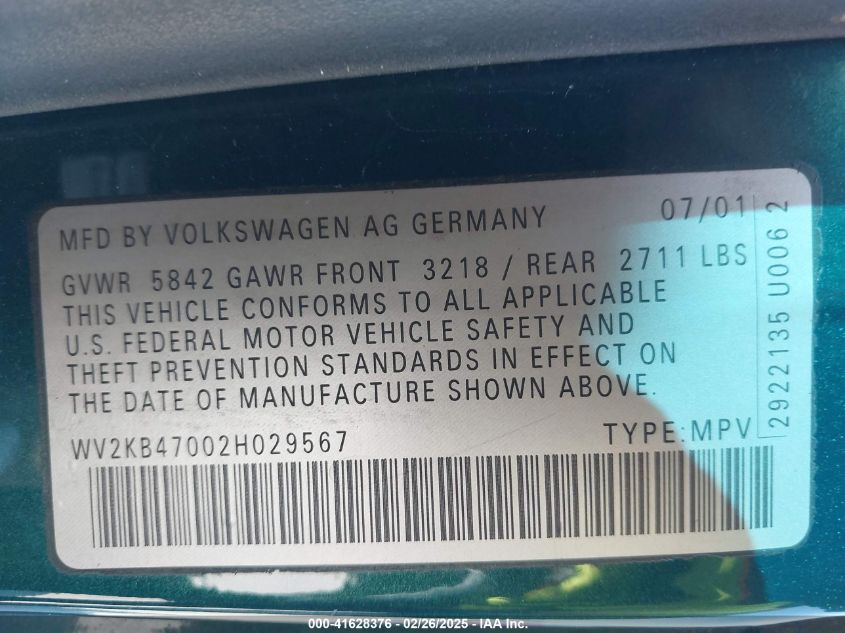 MFD BY VOLKSWAGEN AG GERMANY 07/01
GVWR 5842 GAWR FRONT 3218 / REAR 2711 LBS
THIS VEHICLE CONFORMS TO ALL APPLICABLE
U.S. FEDERAL MOTOR VEHICLE SAFETY AND
THEFT PREVENTION STANDARDS IN EFFECT ON
THE DATE OF MANUFACTURE SHOWN ABOVE.
WV2KB47002H029567 TYPE:MPV
2922135 U006 2
000-41628376 - 02/26/2025 - IAA Inc.